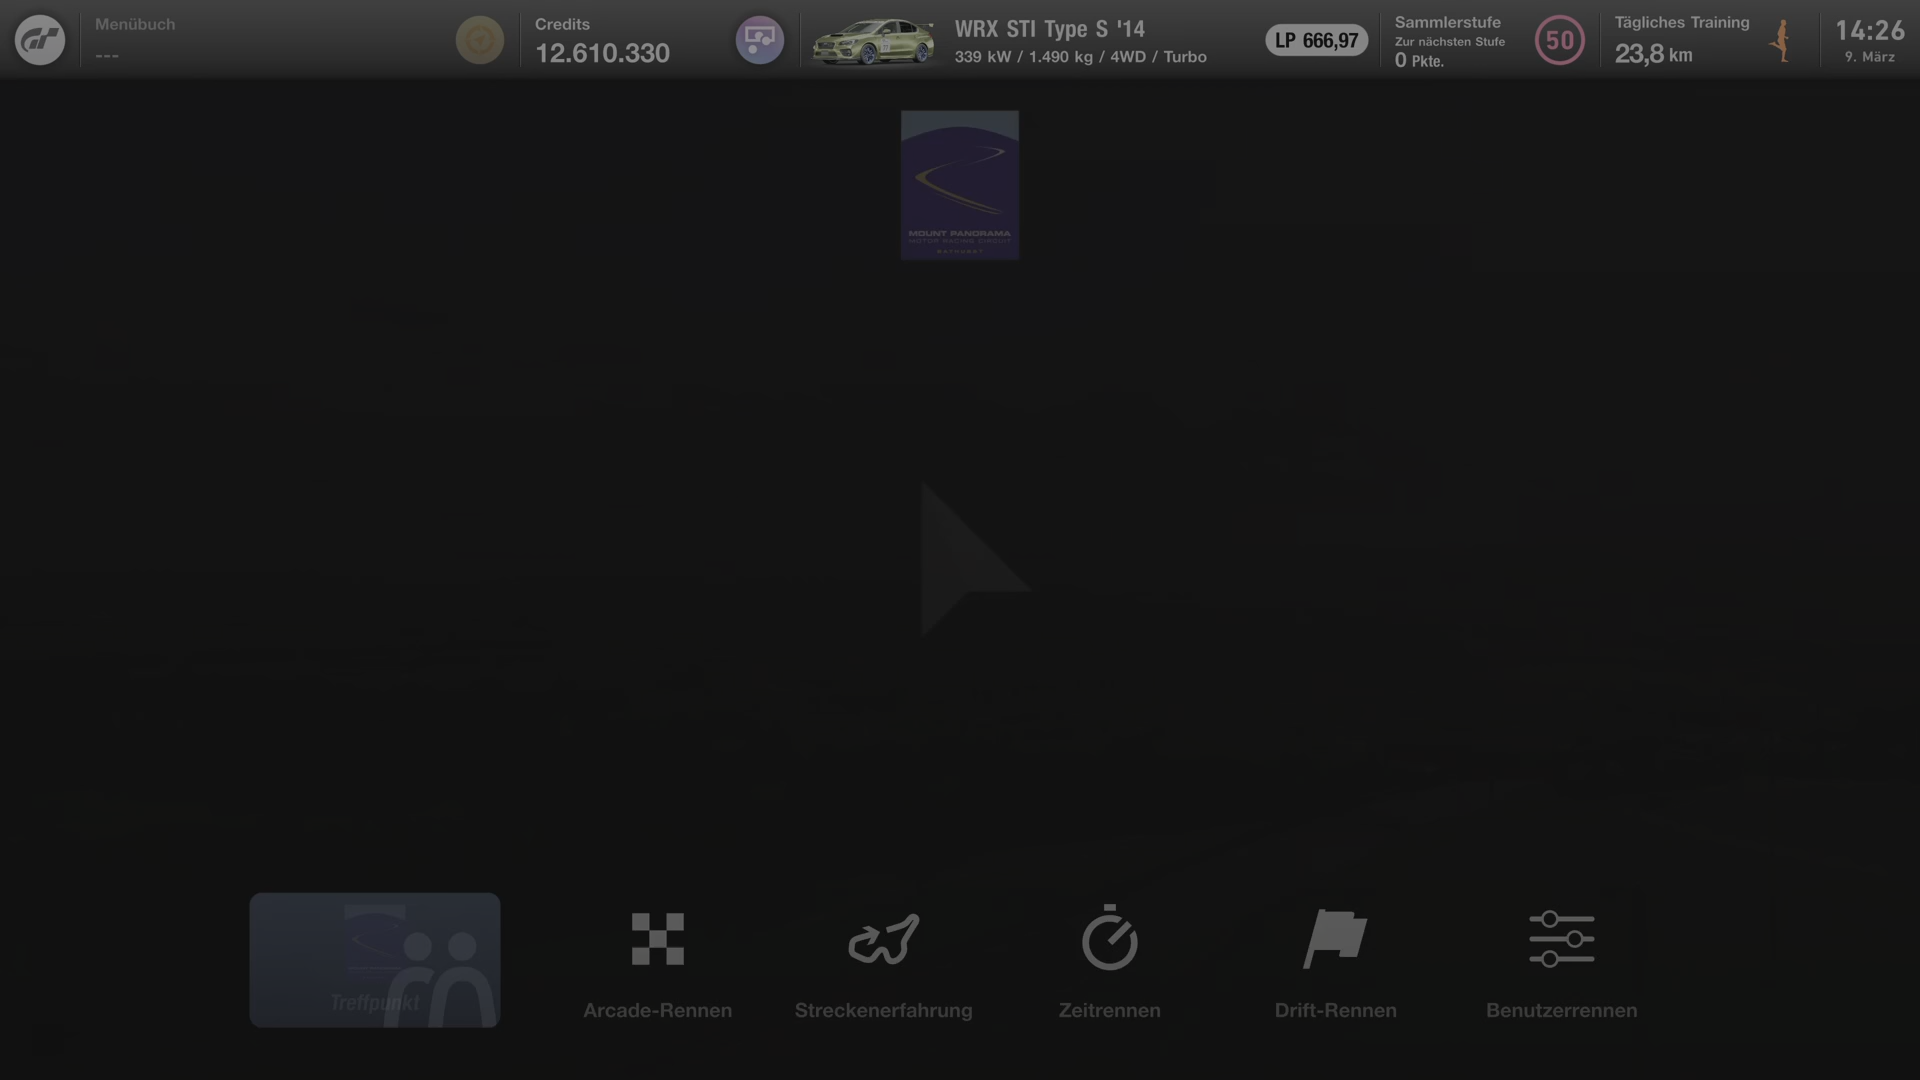 Menübuch
---
Credits
12.610.330
WRX STI Type S '14
339 kW / 1.490 kg / 4WD / Turbo
LP 666,97
Sammlerstufe
Zur nächsten Stufe
0 Pkte.
50
Tägliches Training
23,8 km
14:26
9. März
MOUNT PANORAMA
MOTOR RACING CIRCUIT
BATHURST
Treffpunkt
Arcade-Rennen
Streckenerfahrung
Zeitrennen
Drift-Rennen
Benutzerrennen